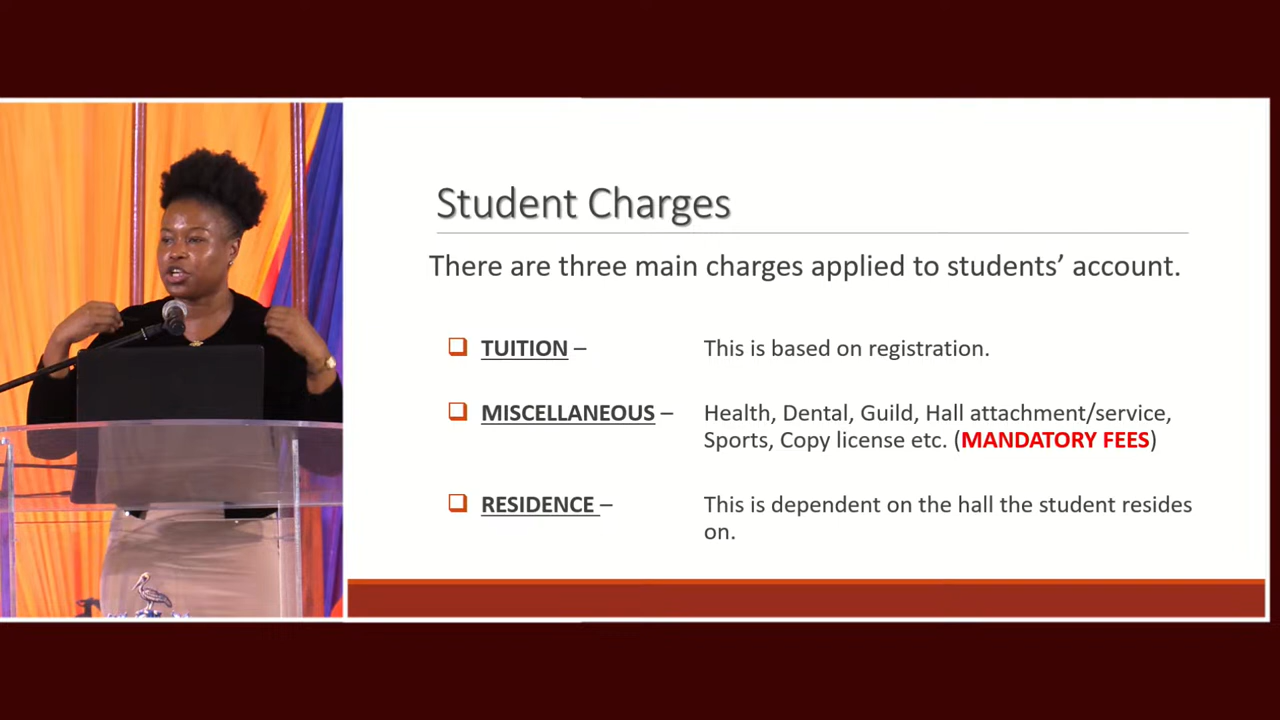 Student Charges
There are three main charges applied to students’ account.
❑ TUITION – This is based on registration.
❑ MISCELLANEOUS – Health, Dental, Guild, Hall attachment/service,
Sports, Copy license etc. (MANDATORY FEES)
❑ RESIDENCE – This is dependent on the hall the student resides
on.